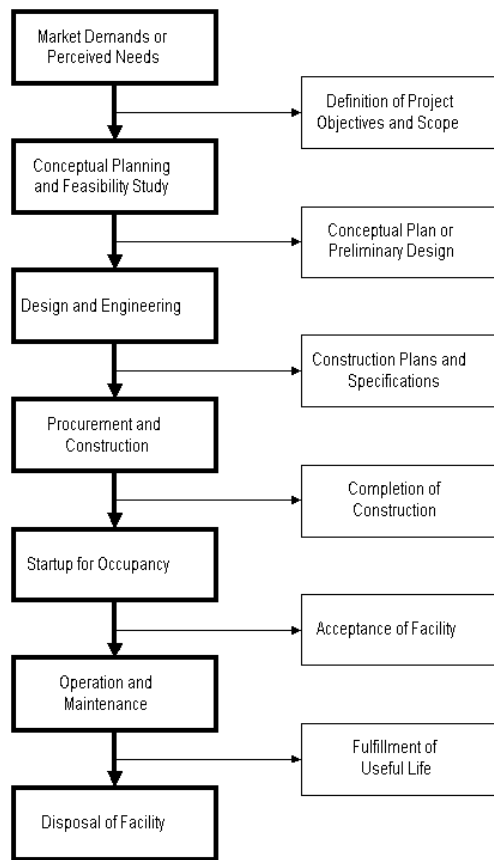 Market Demands or
Perceived Needs
Definition of Project
Objectives and Scope
Conceptual Planning
and Feasibility Study
Conceptual Plan or
Preliminary Design
Design and Engineering
Construction Plans and
Specifications
Procurement and
Construction
Completion of
Construction
Startup for Occupancy
Acceptance of Facility
Operation and
Maintenance
Fulfillment of
Useful Life
Disposal of Facility